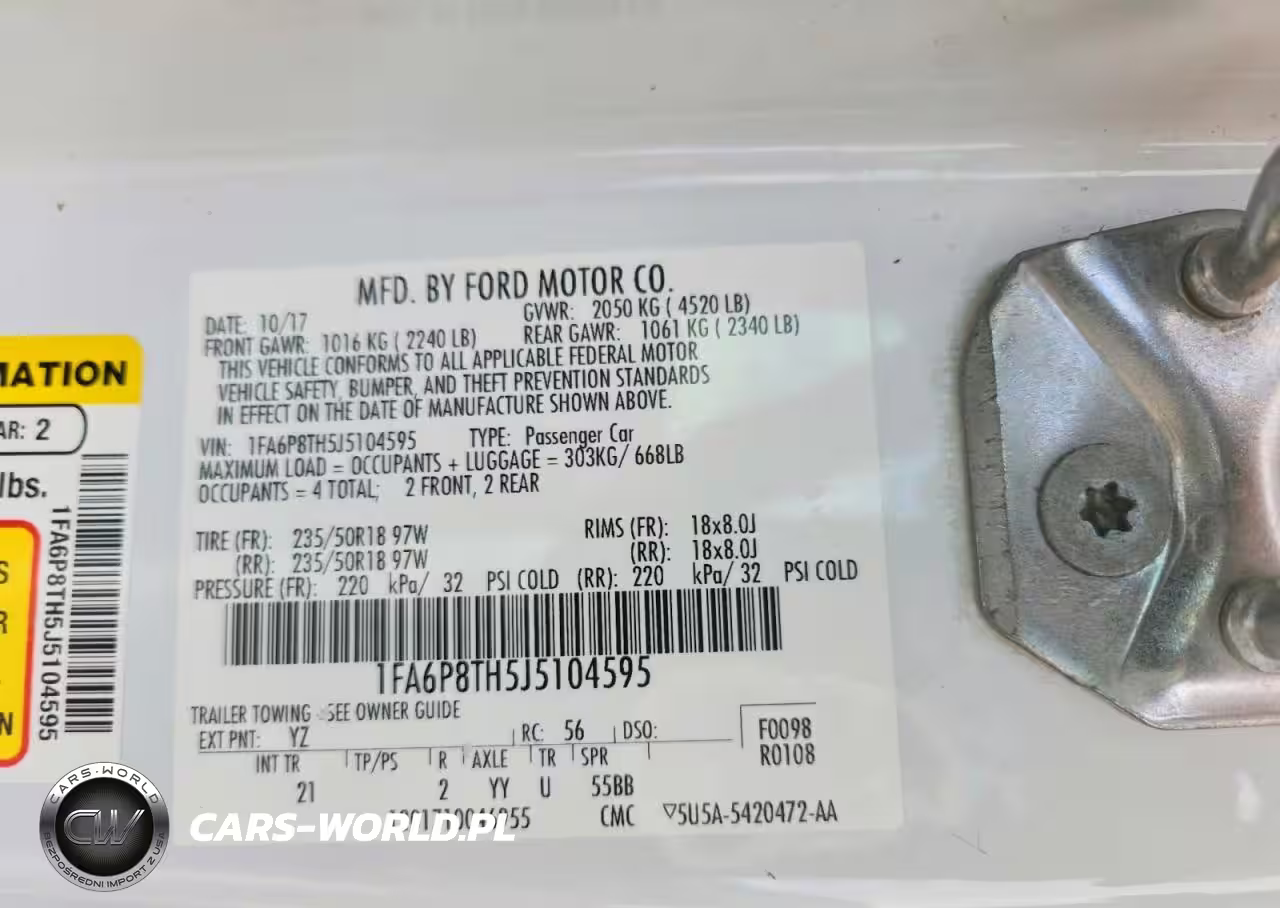 MFD. BY FORD MOTOR CO.
DATE: 10/17 GVWR: 2050 KG ( 4520 LB)
FRONT GAWR: 1016 KG ( 2240 LB) REAR GAWR: 1061 KG ( 2340 LB)
THIS VEHICLE CONFORMS TO ALL APPLICABLE FEDERAL MOTOR
VEHICLE SAFETY, BUMPER, AND THEFT PREVENTION STANDARDS
IN EFFECT ON THE DATE OF MANUFACTURE SHOWN ABOVE.
VIN: 1FA6P8TH5J5104595 TYPE: Passenger Car
MAXIMUM LOAD = OCCUPANTS + LUGGAGE = 303KG/ 668LB
OCCUPANTS = 4 TOTAL; 2 FRONT, 2 REAR
TIRE (FR): 235/50R18 97W RIMS (FR): 18x8.0J
(RR): 235/50R18 97W (RR): 18x8.0J
PRESSURE (FR): 220 kPa/ 32 PSI COLD (RR): 220 kPa/ 32 PSI COLD
1FA6P8TH5J5104595
TRAILER TOWING - SEE OWNER GUIDE
EXT PNT: YZ RC: 56 DSO: F0098
R0108
INT TR TP/PS R AXLE TR SPR
21 2 YY U 55BB
CMC ▽5U5A-5420472-AA
MATION
AR: 2
lbs.
1FA6P8TH5J5104595
S
R
N
CARS-WORLD
CW
BEZPOŚREDNI IMPORT Z USA
CARS-WORLD.PL